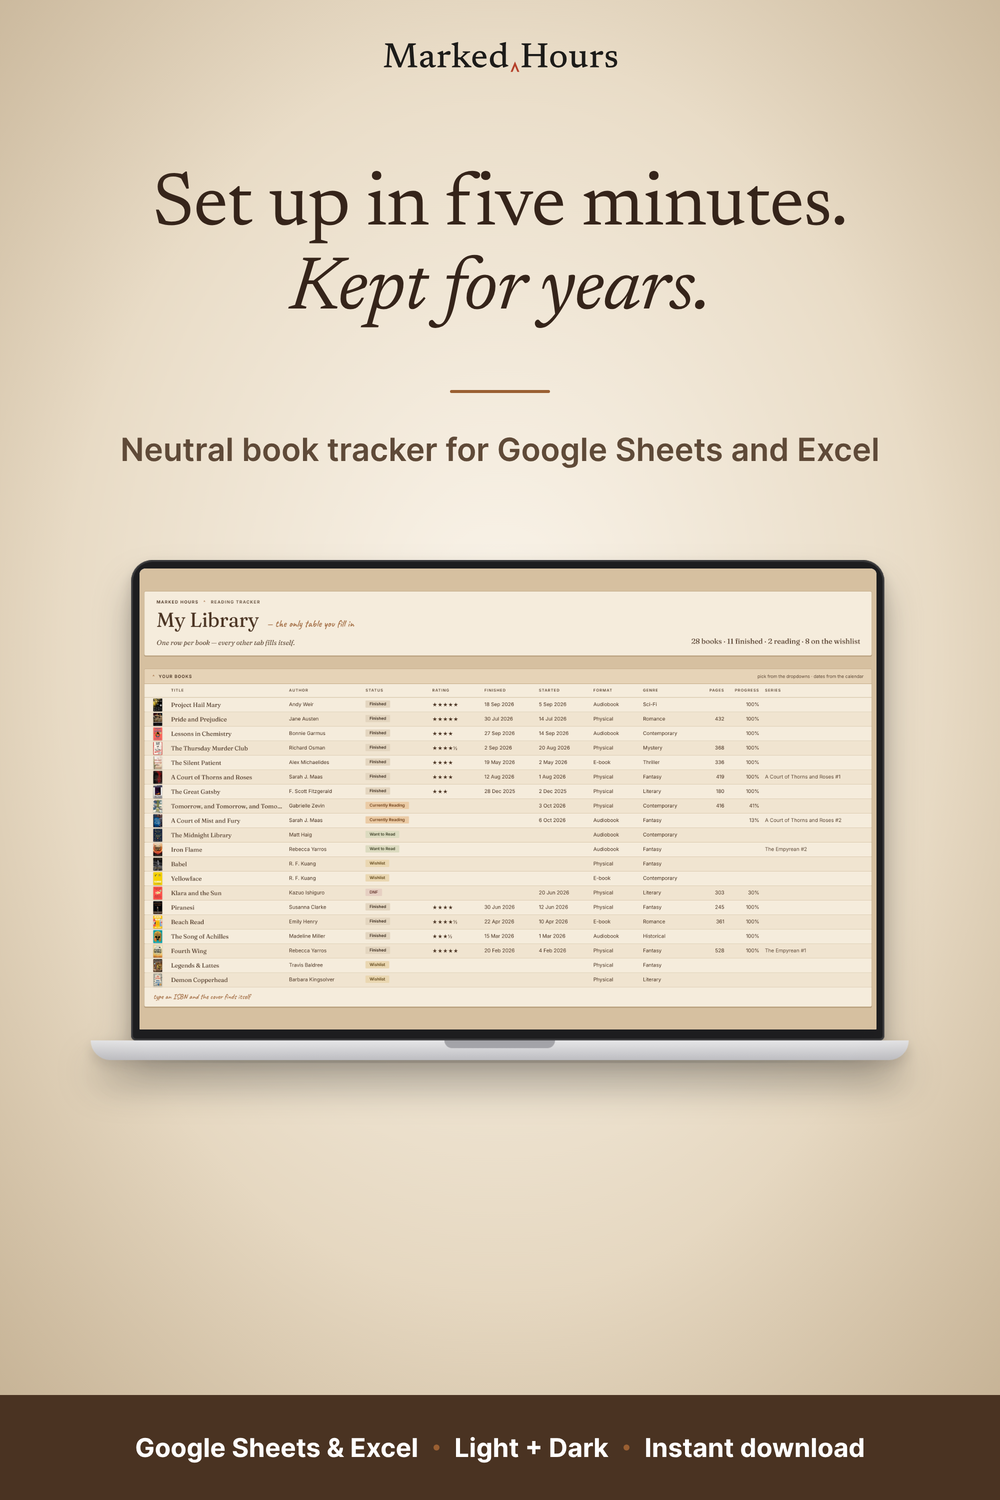 Marked‸Hours
Set up in five minutes.
Kept for years.
Neutral book tracker for Google Sheets and Excel
MARKED HOURS * READING TRACKER
My Library — the only table you fill in
One row per book — every other tab fills itself.
28 books · 11 finished · 2 reading · 8 on the wishlist
YOUR BOOKS pick from the dropdowns · dates from the calendar
TITLE AUTHOR STATUS RATING FINISHED STARTED FORMAT GENRE PAGES PROGRESS SERIES
Project Hail Mary Andy Weir Finished ★★★★★ 18 Sep 2026 5 Sep 2026 Audiobook Sci-Fi 100%
Pride and Prejudice Jane Austen Finished ★★★★★ 30 Jul 2026 14 Jul 2026 Physical Romance 432 100%
Lessons in Chemistry Bonnie Garmus Finished ★★★★ 27 Sep 2026 14 Sep 2026 Audiobook Contemporary 100%
The Thursday Murder Club Richard Osman Finished ★★★★½ 2 Sep 2026 20 Aug 2026 Physical Mystery 368 100%
The Silent Patient Alex Michaelides Finished ★★★★ 19 May 2026 2 May 2026 E-book Thriller 336 100%
A Court of Thorns and Roses Sarah J. Maas Finished ★★★★ 12 Aug 2026 1 Aug 2026 Physical Fantasy 419 100% A Court of Thorns and Roses #1
The Great Gatsby F. Scott Fitzgerald Finished ★★★ 28 Dec 2025 2 Dec 2025 Physical Literary 180 100%
Tomorrow, and Tomorrow, and Tomo... Gabrielle Zevin Currently Reading 3 Oct 2026 Physical Contemporary 416 41%
A Court of Mist and Fury Sarah J. Maas Currently Reading 6 Oct 2026 Audiobook Fantasy 13% A Court of Thorns and Roses #2
The Midnight Library Matt Haig Want to Read Audiobook Contemporary
Iron Flame Rebecca Yarros Want to Read Audiobook Fantasy The Empyrean #2
Babel R. F. Kuang Wishlist Physical Fantasy
Yellowface R. F. Kuang Wishlist E-book Contemporary
Klara and the Sun Kazuo Ishiguro DNF 20 Jun 2026 Physical Literary 303 30%
Piranesi Susanna Clarke Finished ★★★★ 30 Jun 2026 12 Jun 2026 Physical Fantasy 245 100%
Beach Read Emily Henry Finished ★★★★½ 22 Apr 2026 10 Apr 2026 E-book Romance 361 100%
The Song of Achilles Madeline Miller Finished ★★★½ 15 Mar 2026 1 Mar 2026 Audiobook Historical 100%
Fourth Wing Rebecca Yarros Finished ★★★★★ 20 Feb 2026 4 Feb 2026 Physical Fantasy 528 100% The Empyrean #1
Legends & Lattes Travis Baldree Wishlist Physical Fantasy
Demon Copperhead Barbara Kingsolver Wishlist Physical Literary
type an ISBN and the cover finds itself
Google Sheets & Excel • Light + Dark • Instant download